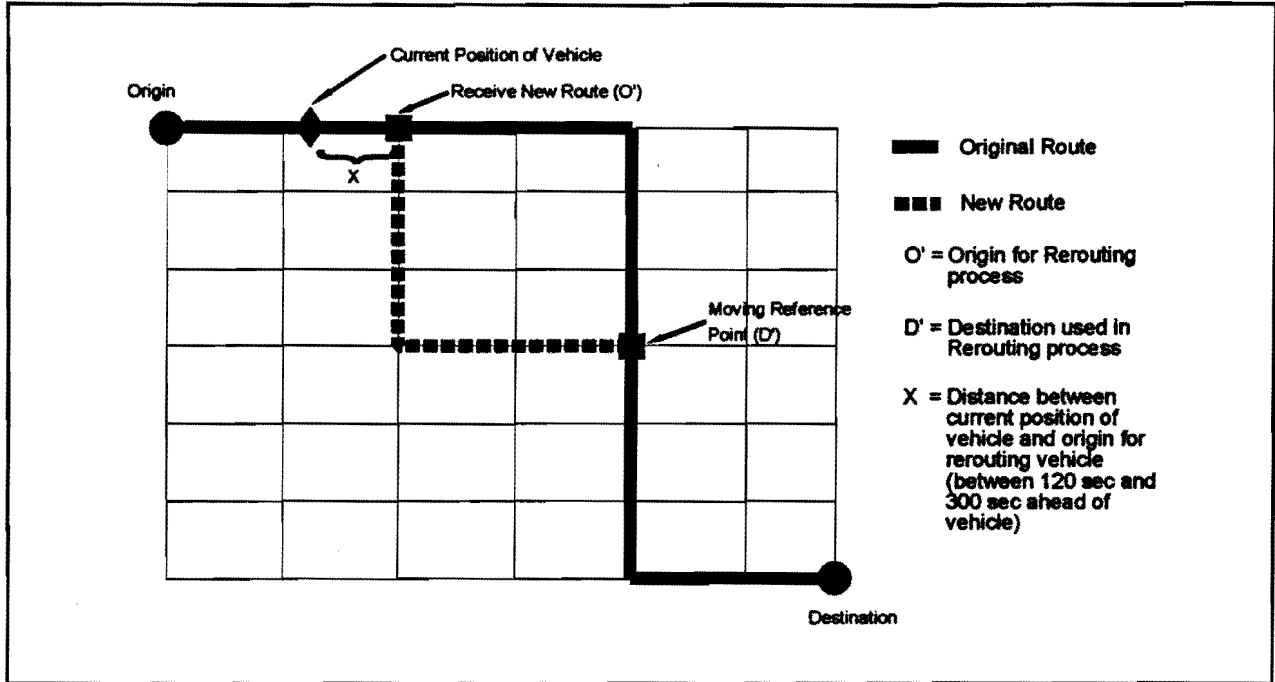 Current Position of Vehicle
Origin
Receive New Route (O')
X
Moving Reference
Point (D')
Destination
Original Route
New Route
O' = Origin for Rerouting
process
D' = Destination used in
Rerouting process
X = Distance between
current position of
vehicle and origin for
rerouting vehicle
(between 120 sec and
300 sec ahead of
vehicle)